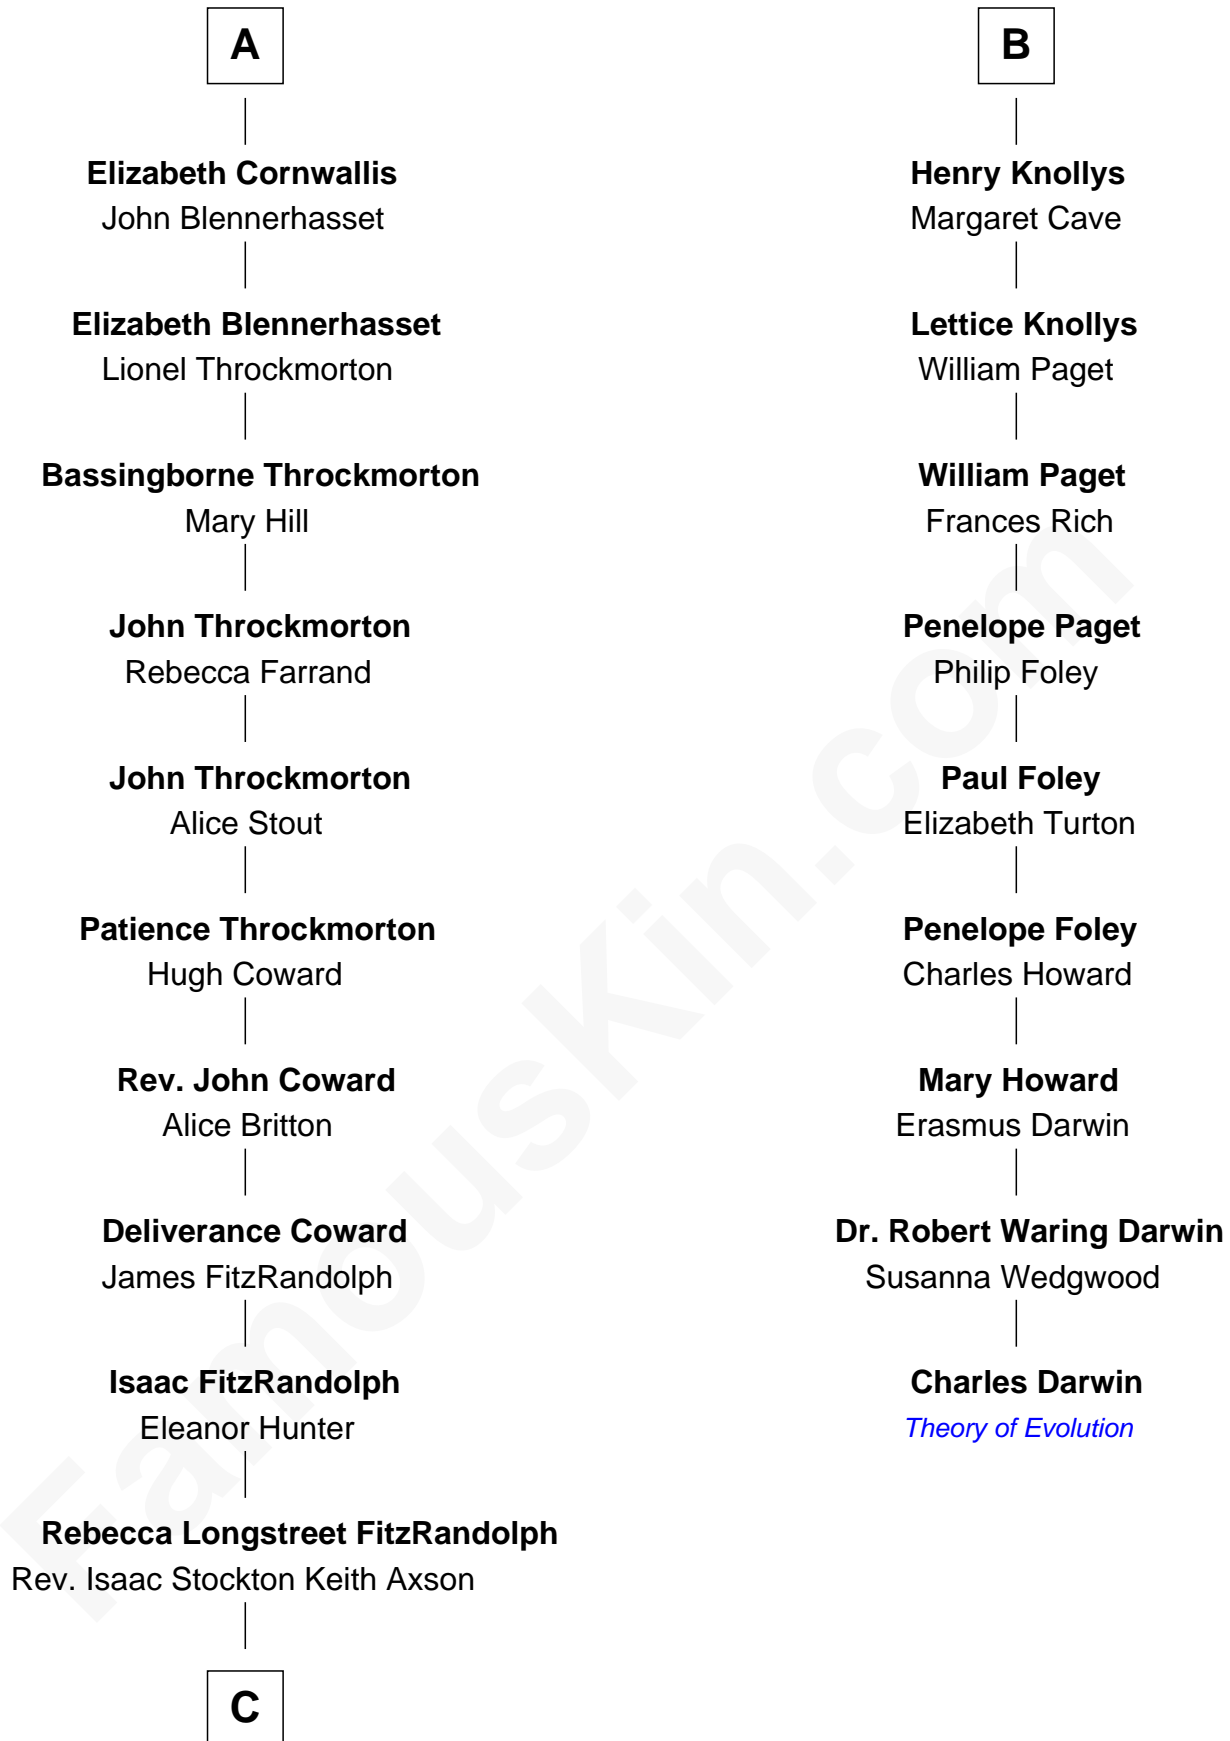 A
Elizabeth Cornwallis
John Blennerhasset
Elizabeth Blennerhasset
Lionel Throckmorton
Bassingborne Throckmorton
Mary Hill
John Throckmorton
Rebecca Farrand
John Throckmorton
Alice Stout
Patience Throckmorton
Hugh Coward
Rev. John Coward
Alice Britton
Deliverance Coward
James FitzRandolph
Isaac FitzRandolph
Eleanor Hunter
Rebecca Longstreet FitzRandolph
Rev. Isaac Stockton Keith Axson
C
B
Henry Knollys
Margaret Cave
Lettice Knollys
William Paget
William Paget
Frances Rich
Penelope Paget
Philip Foley
Paul Foley
Elizabeth Turton
Penelope Foley
Charles Howard
Mary Howard
Erasmus Darwin
Dr. Robert Waring Darwin
Susanna Wedgwood
Charles Darwin
Theory of Evolution
FamousKin.com